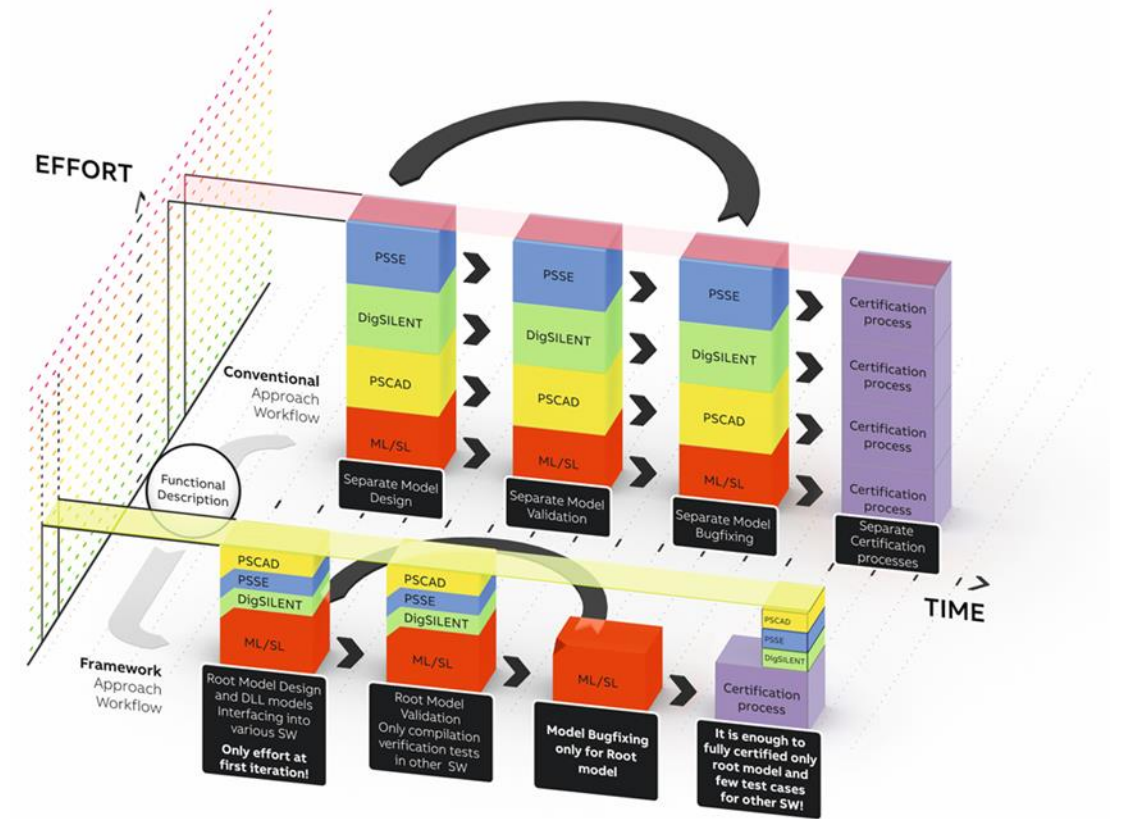 EFFORT
PSSE
DigSILENT
PSCAD
ML/SL
Separate Model
Design
PSSE
DigSILENT
PSCAD
ML/SL
Separate Model
Validation
PSSE
DigSILENT
PSCAD
ML/SL
Separate Model
Bugfixing
Certification
process
Certification
process
Certification
process
Certification
process
Separate
Certification
processes
Conventional
Approach
Workflow
Functional
Description
TIME
Framework
Approach
Workflow
PSCAD
PSSE
DigSILENT
ML/SL
Root Model Design
and DLL models
Interfacing into
various SW
Only effort at
first iteration!
PSCAD
PSSE
DigSILENT
ML/SL
Root Model
Validation
Only compilation
verification tests
in other SW
ML/SL
Model Bugfixing
only for Root
model
PSCAD
PSSE
DigSILENT
Certification
process
It is enough to
fully certified only
root model and
few test cases
for other SW!